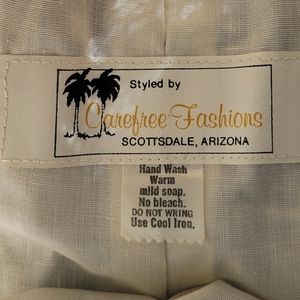 Styled by
Carefree Fashions
SCOTTSDALE, ARIZONA
Hand Wash
Warm
mild soap.
No bleach.
DO NOT WRING
Use Cool Iron.